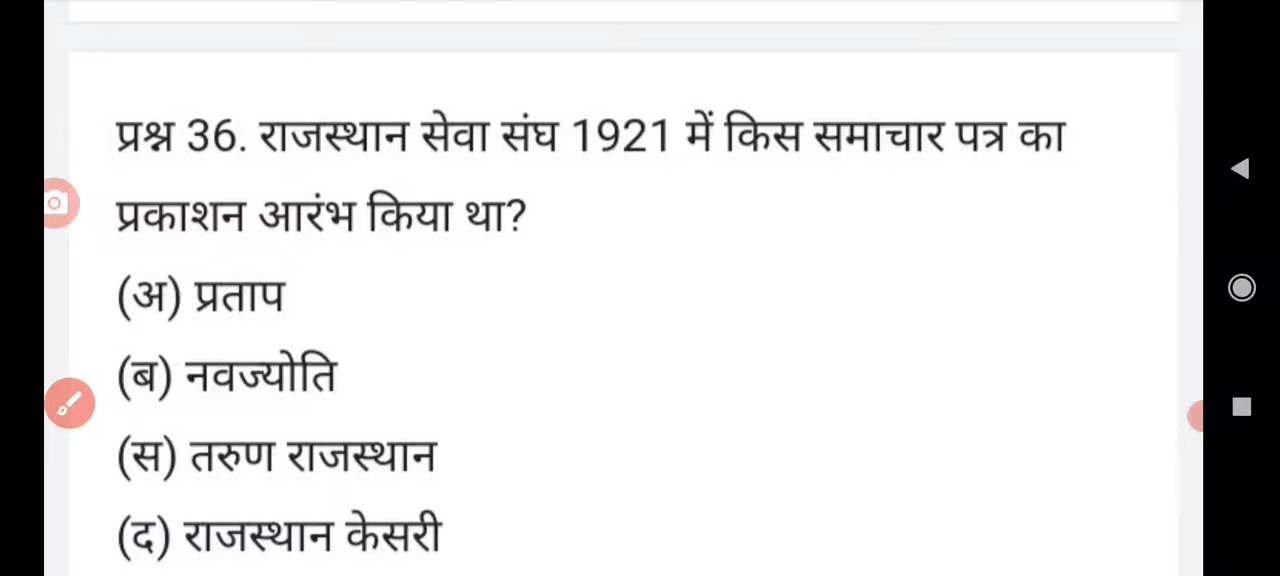 प्रश्न 36. राजस्थान सेवा संघ 1921 में किस समाचार पत्र का
प्रकाशन आरंभ किया था?
(अ) प्रताप
(ब) नवज्योति
(स) तरुण राजस्थान
(द) राजस्थान केसरी